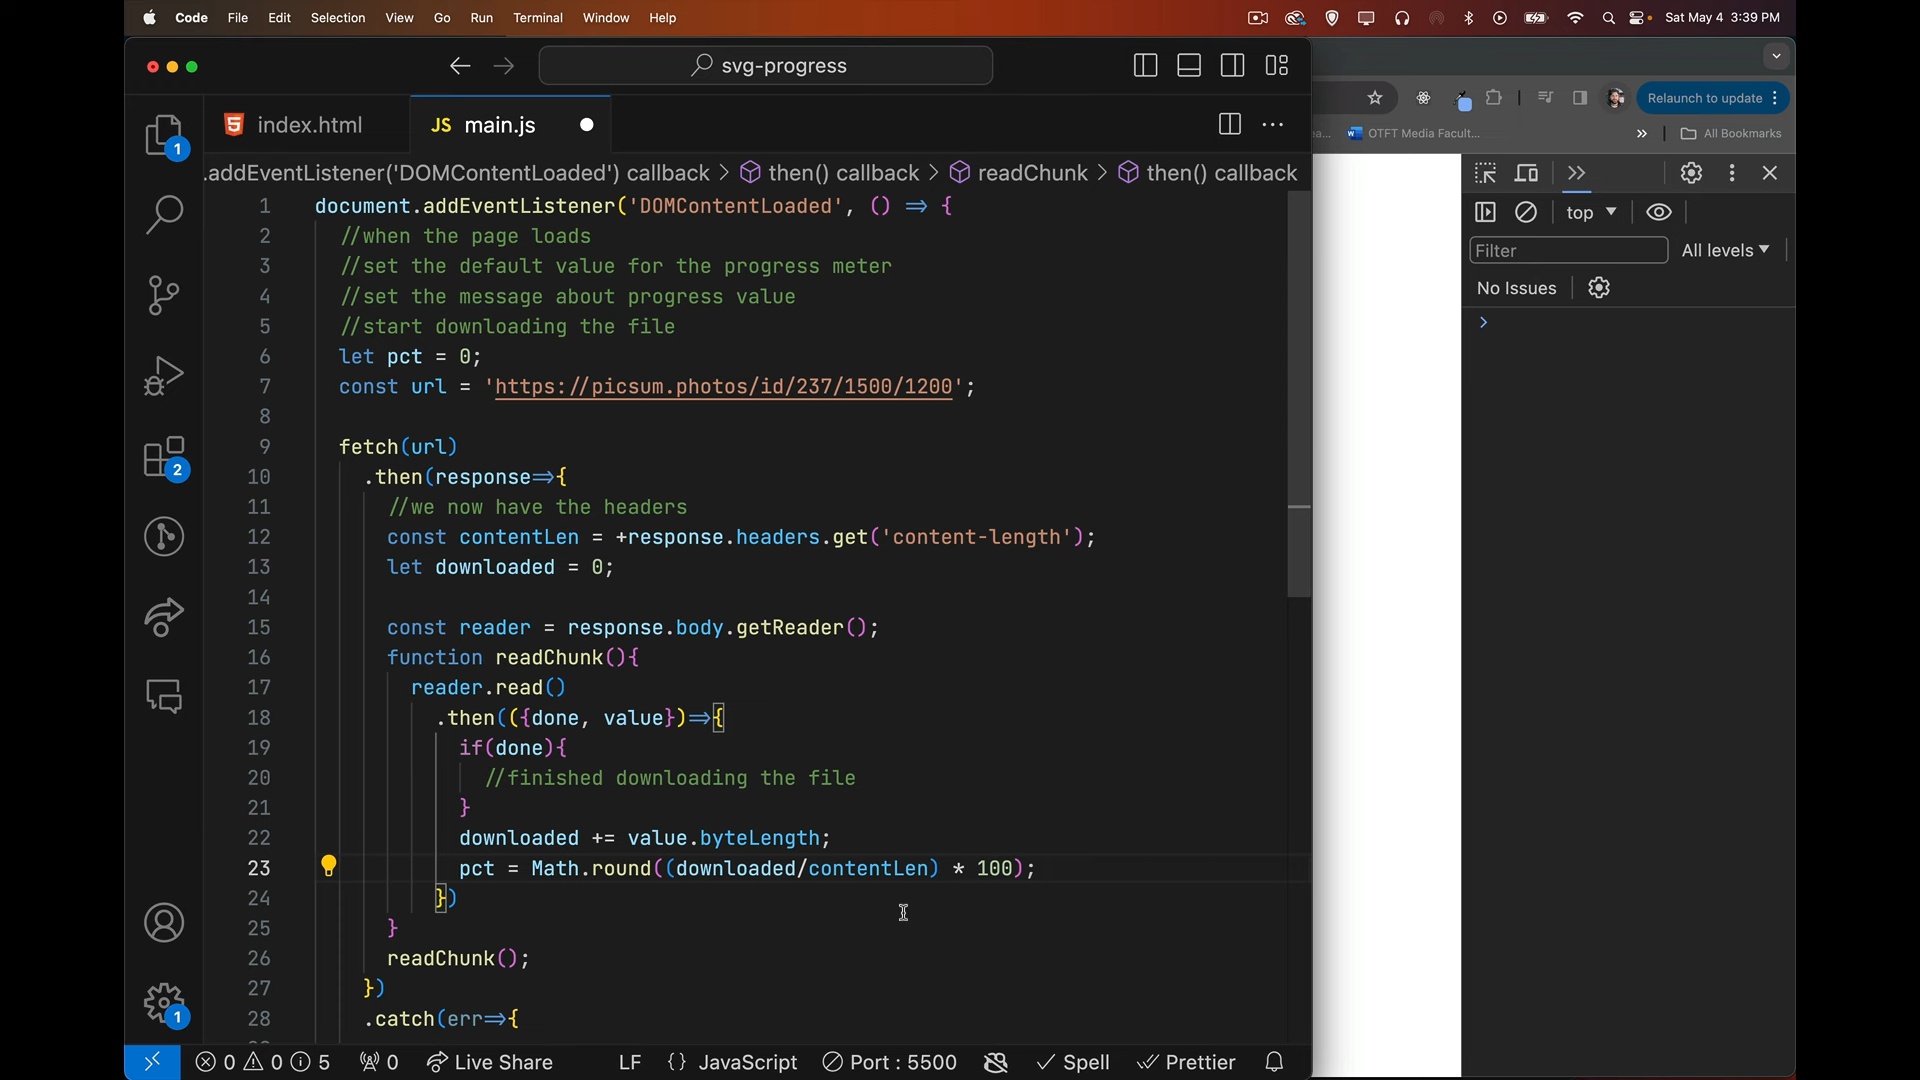 Code File Edit Selection View Go Run Terminal Window Help Sat May 4 3:39 PM
svg-progress
Relaunch to update
index.html JS main.js
OTFT Media Facult... » All Bookmarks
.addEventListener('DOMContentLoaded') callback > then() callback > readChunk > then() callback
1 document.addEventListener('DOMContentLoaded', () => {
2 //when the page loads
3 //set the default value for the progress meter
4 //set the message about progress value
5 //start downloading the file
6 let pct = 0;
7 const url = 'https://picsum.photos/id/237/1500/1200';
8
9 fetch(url)
10 .then(response=>{
11 //we now have the headers
12 const contentLen = +response.headers.get('content-length');
13 let downloaded = 0;
14
15 const reader = response.body.getReader();
16 function readChunk(){
17 reader.read()
18 .then(({done, value})=>{
19 if(done){
20 //finished downloading the file
21 }
22 downloaded += value.byteLength;
23 pct = Math.round((downloaded/contentLen) * 100);
24 })
25 }
26 readChunk();
27 })
28 .catch(err=>{
top
Filter All levels
No Issues
>
1
2
1
0 0 5 0 Live Share LF {} JavaScript Port : 5500 Spell Prettier